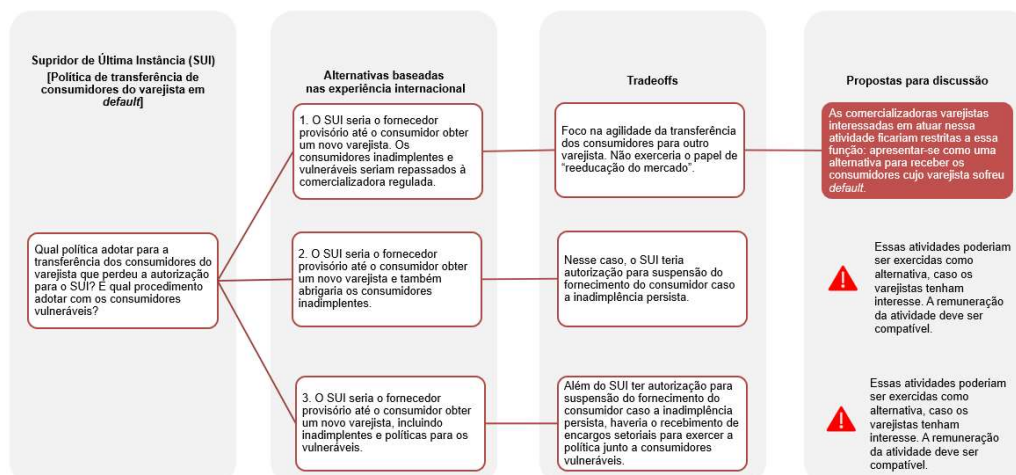 Supridor de Última Instância (SUI)
[Política de transferência de
consumidores do varejista em
default]
Qual política adotar para a
transferência dos consumidores do
varejista que perdeu a autorização
para o SUI? E qual procedimento
adotar com os consumidores
vulneráveis?
Alternativas baseadas
nas experiência internacional
1. O SUI seria o fornecedor
provisório até o consumidor obter
um novo varejista. Os
consumidores inadimplentes e
vulneráveis seriam repassados à
comercializadora regulada.
2. O SUI seria o fornecedor
provisório até o consumidor obter
um novo varejista e também
abrigaria os consumidores
inadimplentes.
3. O SUI seria o fornecedor
provisório até o consumidor obter
um novo varejista, incluindo
inadimplentes e políticas para os
vulneráveis.
Tradeoffs
Foco na agilidade da transferência
dos consumidores para outro
varejista. Não exerceria o papel de
“reeducação do mercado”.
Nesse caso, o SUI teria
autorização para suspensão do
fornecimento do consumidor caso
a inadimplência persista.
Além do SUI ter autorização para
suspensão do fornecimento do
consumidor caso a inadimplência
persista, haveria o recebimento de
encargos setoriais para exercer a
política junto a consumidores
vulneráveis.
Propostas para discussão
As comercializadoras varejistas
interessadas em atuar nessa
atividade ficariam restritas a essa
função: apresentar-se como uma
alternativa para receber os
consumidores cujo varejista sofreu
default.
Essas atividades poderiam
ser exercidas como
alternativa, caso os
varejistas tenham
interesse. A remuneração
da atividade deve ser
compatível.
Essas atividades poderiam
ser exercidas como
alternativa, caso os
varejistas tenham
interesse. A remuneração
da atividade deve ser
compatível.